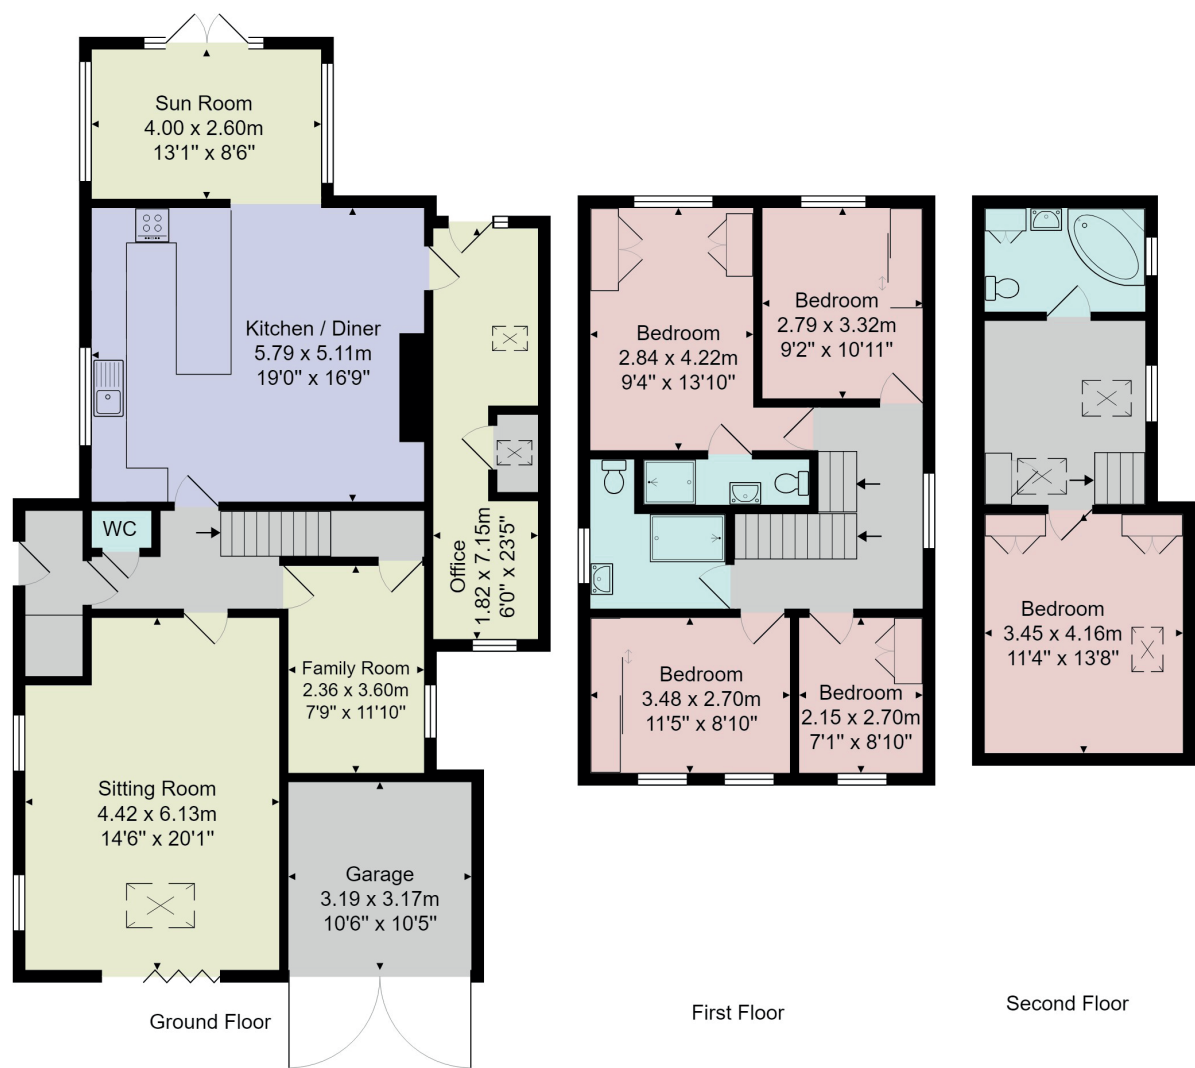 Sun Room
4.00 x 2.60m
13'1" x 8'6"
Kitchen / Diner
5.79 x 5.11m
19'0" x 16'9"
WC
Office
1.82 x 7.15m
6'0" x 23'5"
Family Room
2.36 x 3.60m
7'9" x 11'10"
Sitting Room
4.42 x 6.13m
14'6" x 20'1"
Garage
3.19 x 3.17m
10'6" x 10'5"
Ground Floor
Bedroom
2.84 x 4.22m
9'4" x 13'10"
Bedroom
2.79 x 3.32m
9'2" x 10'11"
Bedroom
3.48 x 2.70m
11'5" x 8'10"
Bedroom
2.15 x 2.70m
7'1" x 8'10"
First Floor
Bedroom
3.45 x 4.16m
11'4" x 13'8"
Second Floor